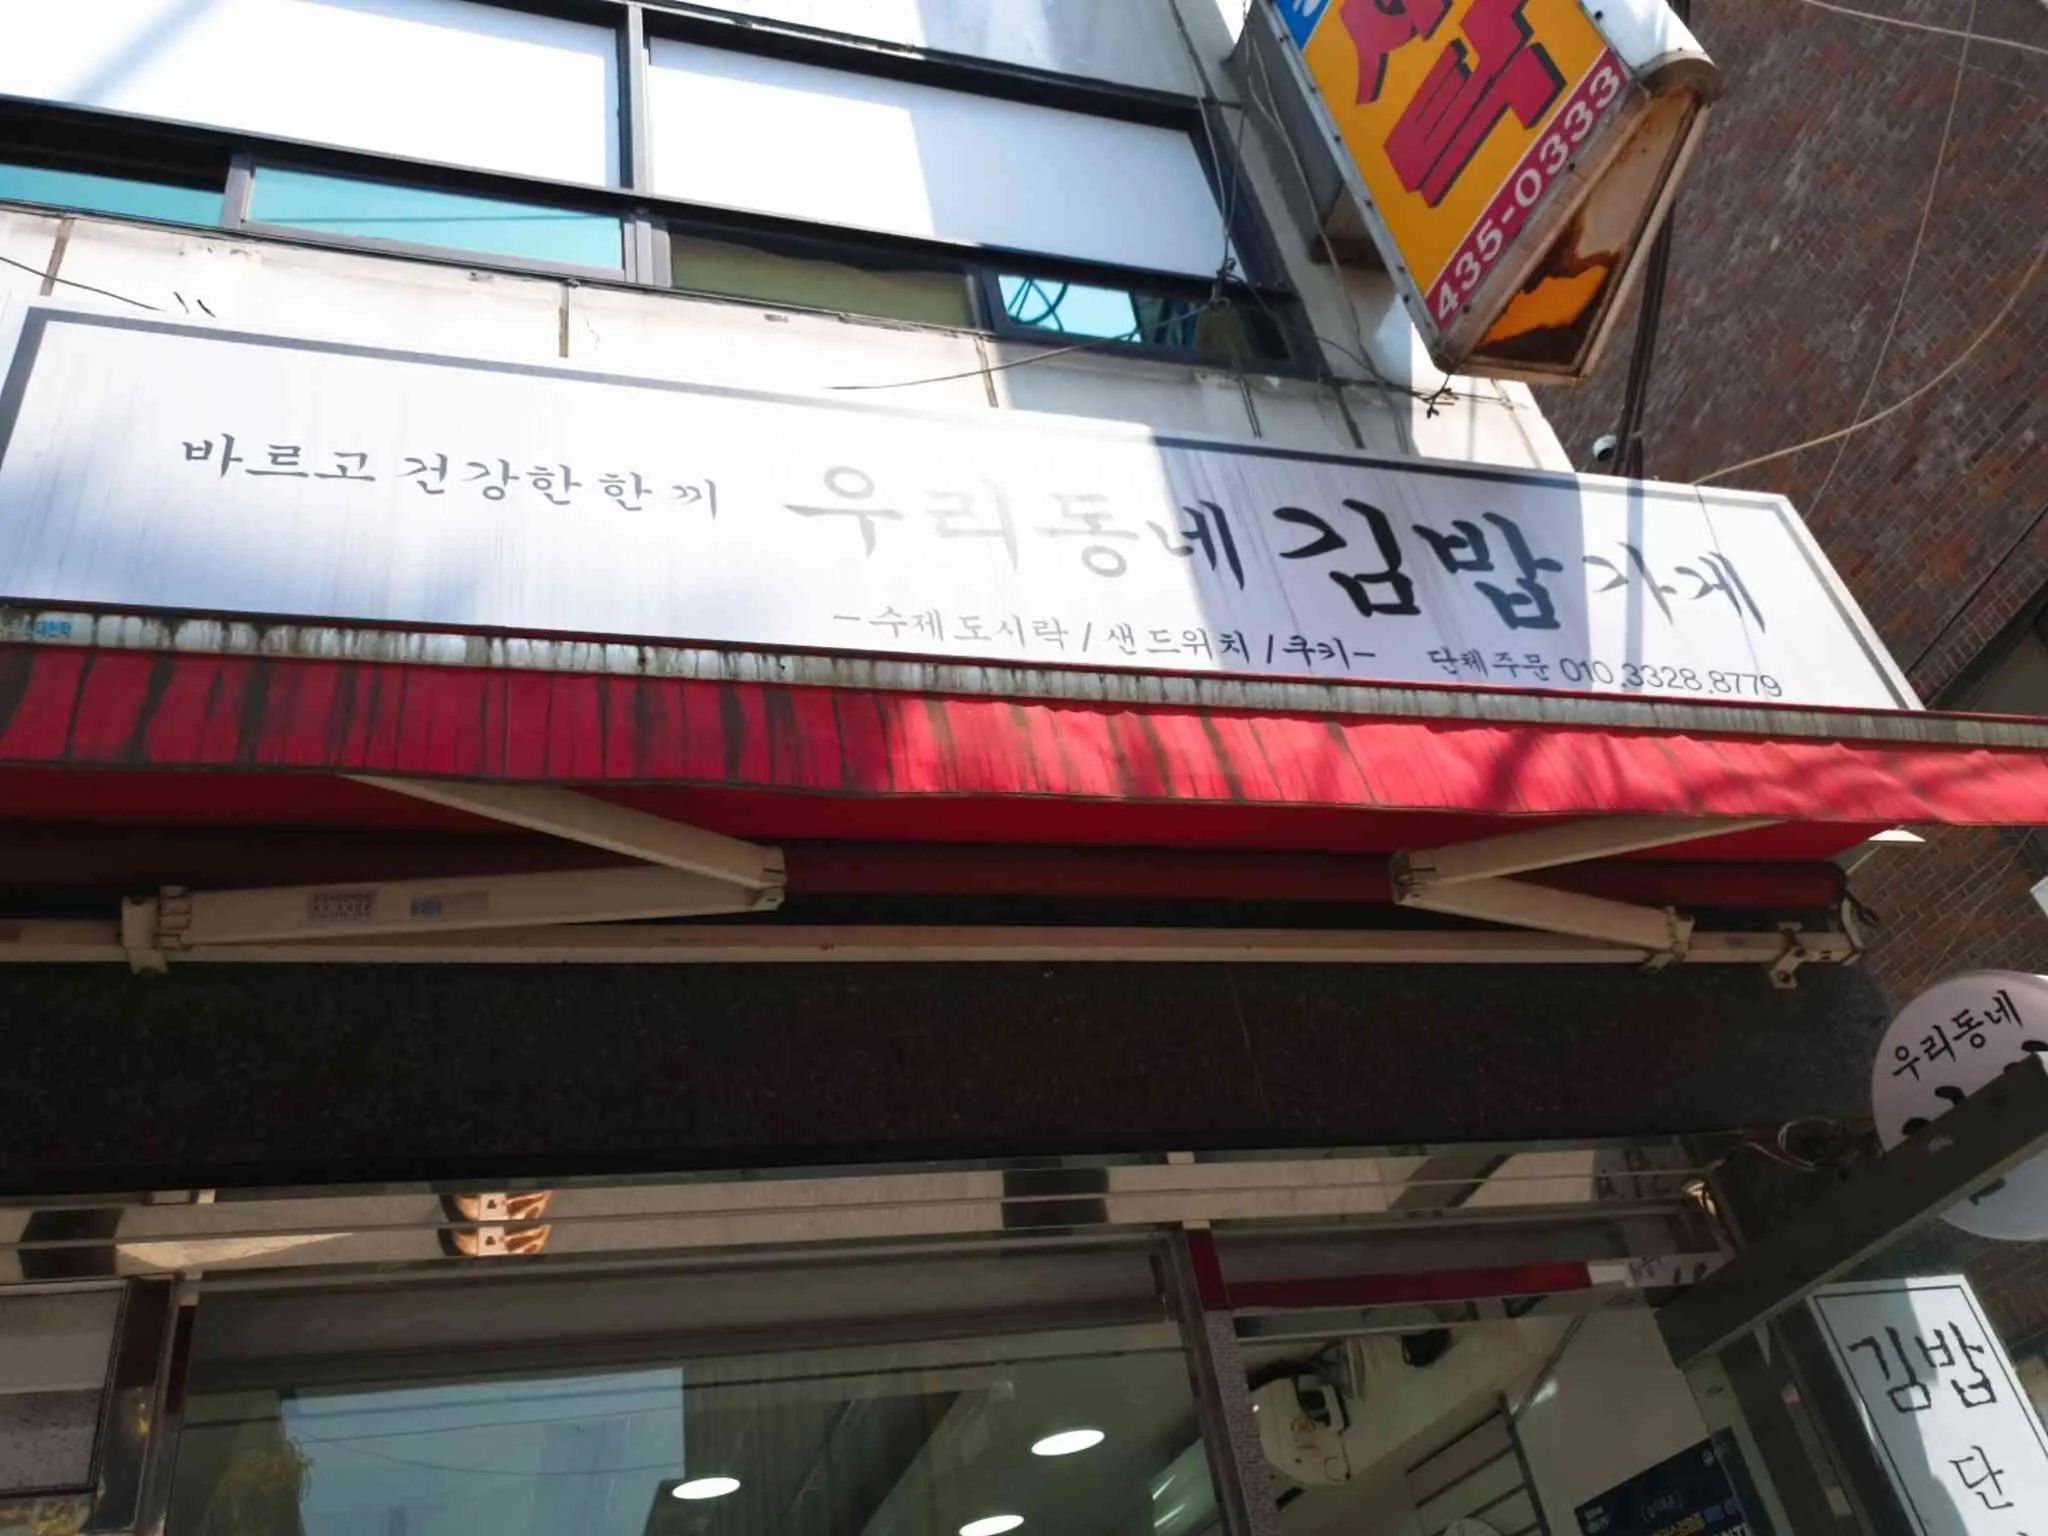 435-0333
바르고 건강한 한 끼 우리동네 김밥가게
-수제도시락 / 샌드위치 / 쿠키-
단체주문 010.3328.8779
우리동네
김밥
단